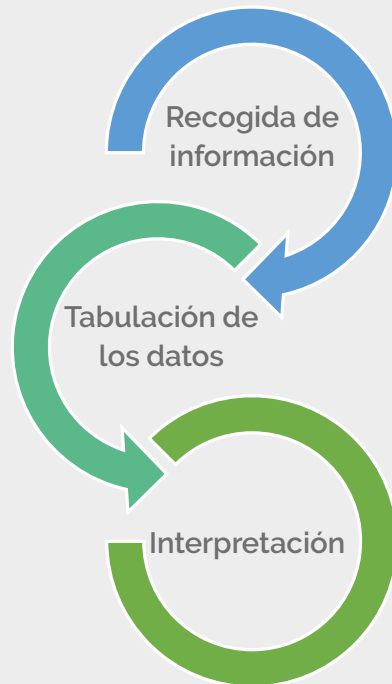 Recogida de
información
Tabulación de
los datos
Interpretación